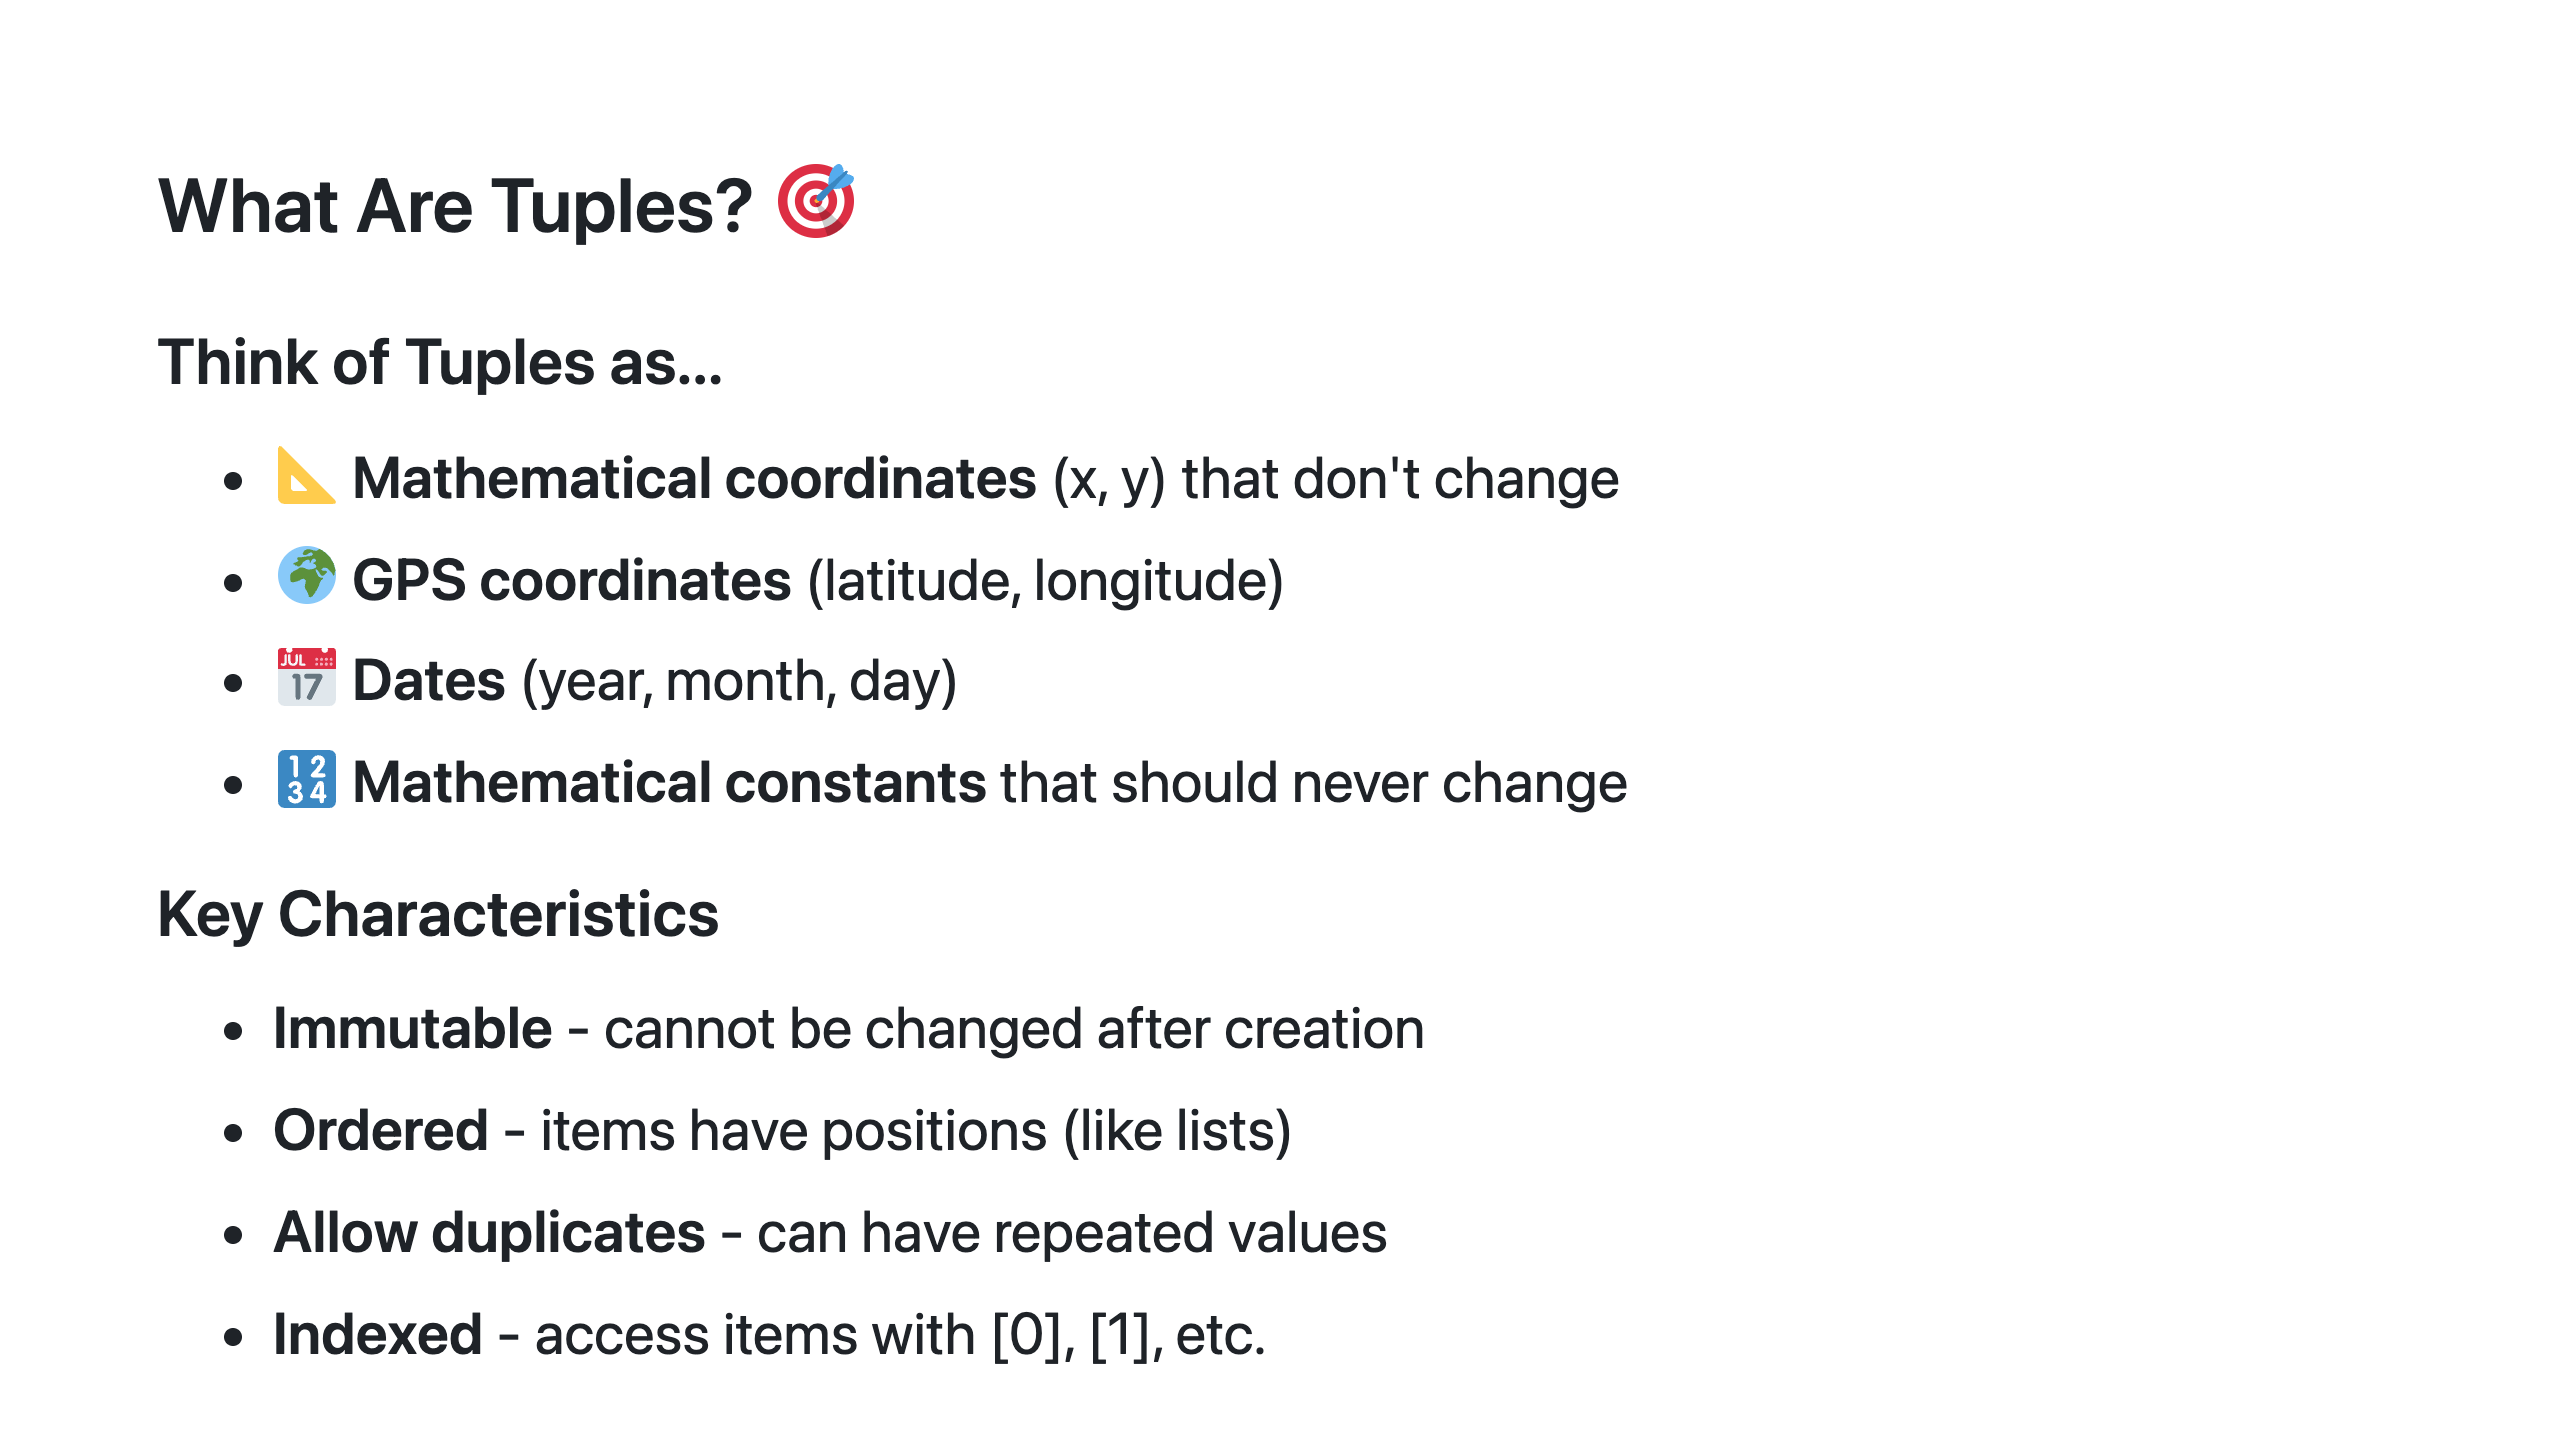 What Are Tuples? 🎯
Think of Tuples as...
• 📐 Mathematical coordinates (x, y) that don't change
• 🌍 GPS coordinates (latitude, longitude)
• 📅 Dates (year, month, day)
• 🔢 Mathematical constants that should never change
Key Characteristics
• Immutable - cannot be changed after creation
• Ordered - items have positions (like lists)
• Allow duplicates - can have repeated values
• Indexed - access items with [0], [1], etc.